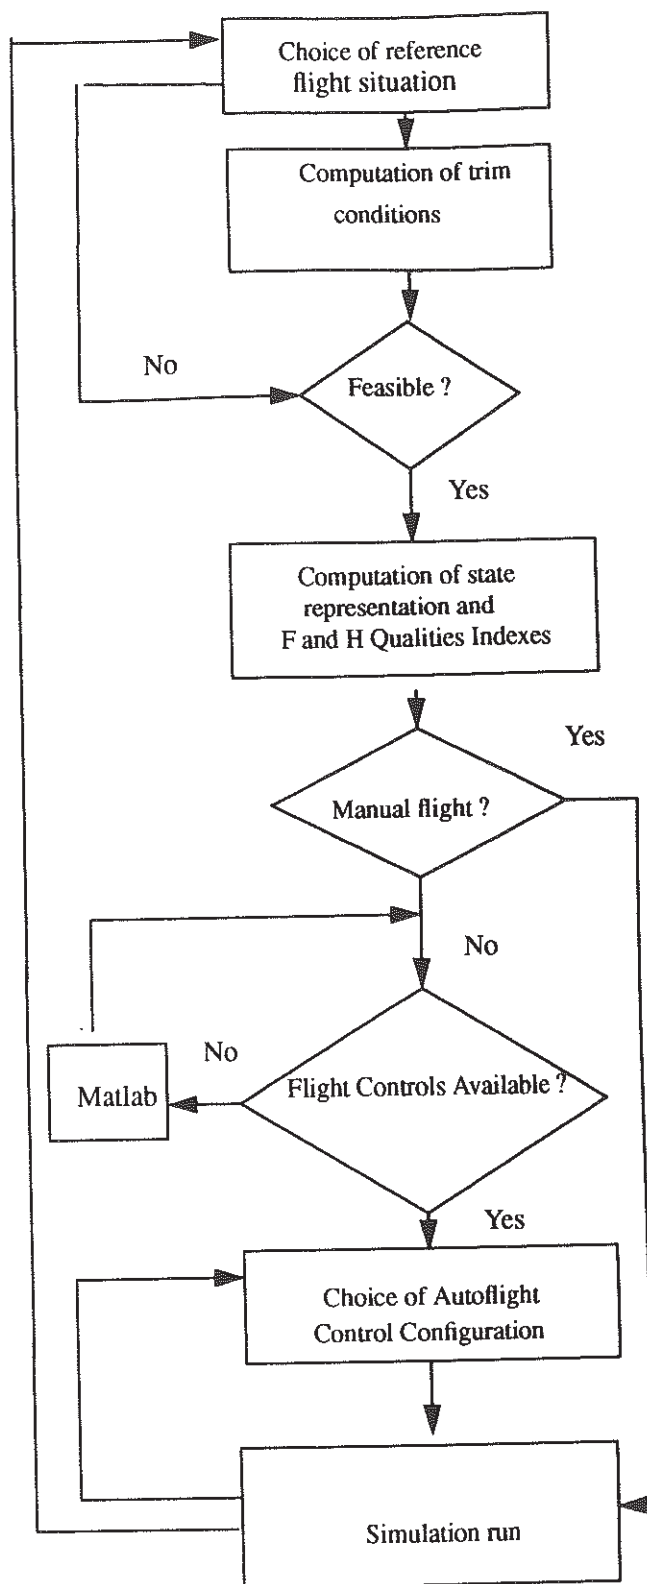 Choice of reference
flight situation
Computation of trim
conditions
No
Feasible ?
Yes
Computation of state
representation and
F and H Qualities Indexes
Yes
Manual flight ?
No
No
Flight Controls Available ?
Matlab
Yes
Choice of Autoflight
Control Configuration
Simulation run